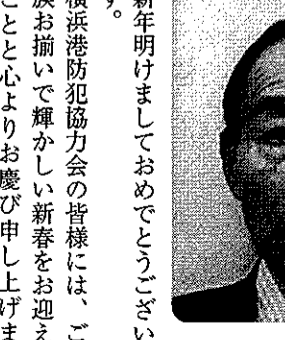 新年明けましておめでとうござい
す。
横浜港防犯協力会の皆様には、ご
族お揃いで輝かしい新春をお迎え
ことと心よりお慶び申し上げま